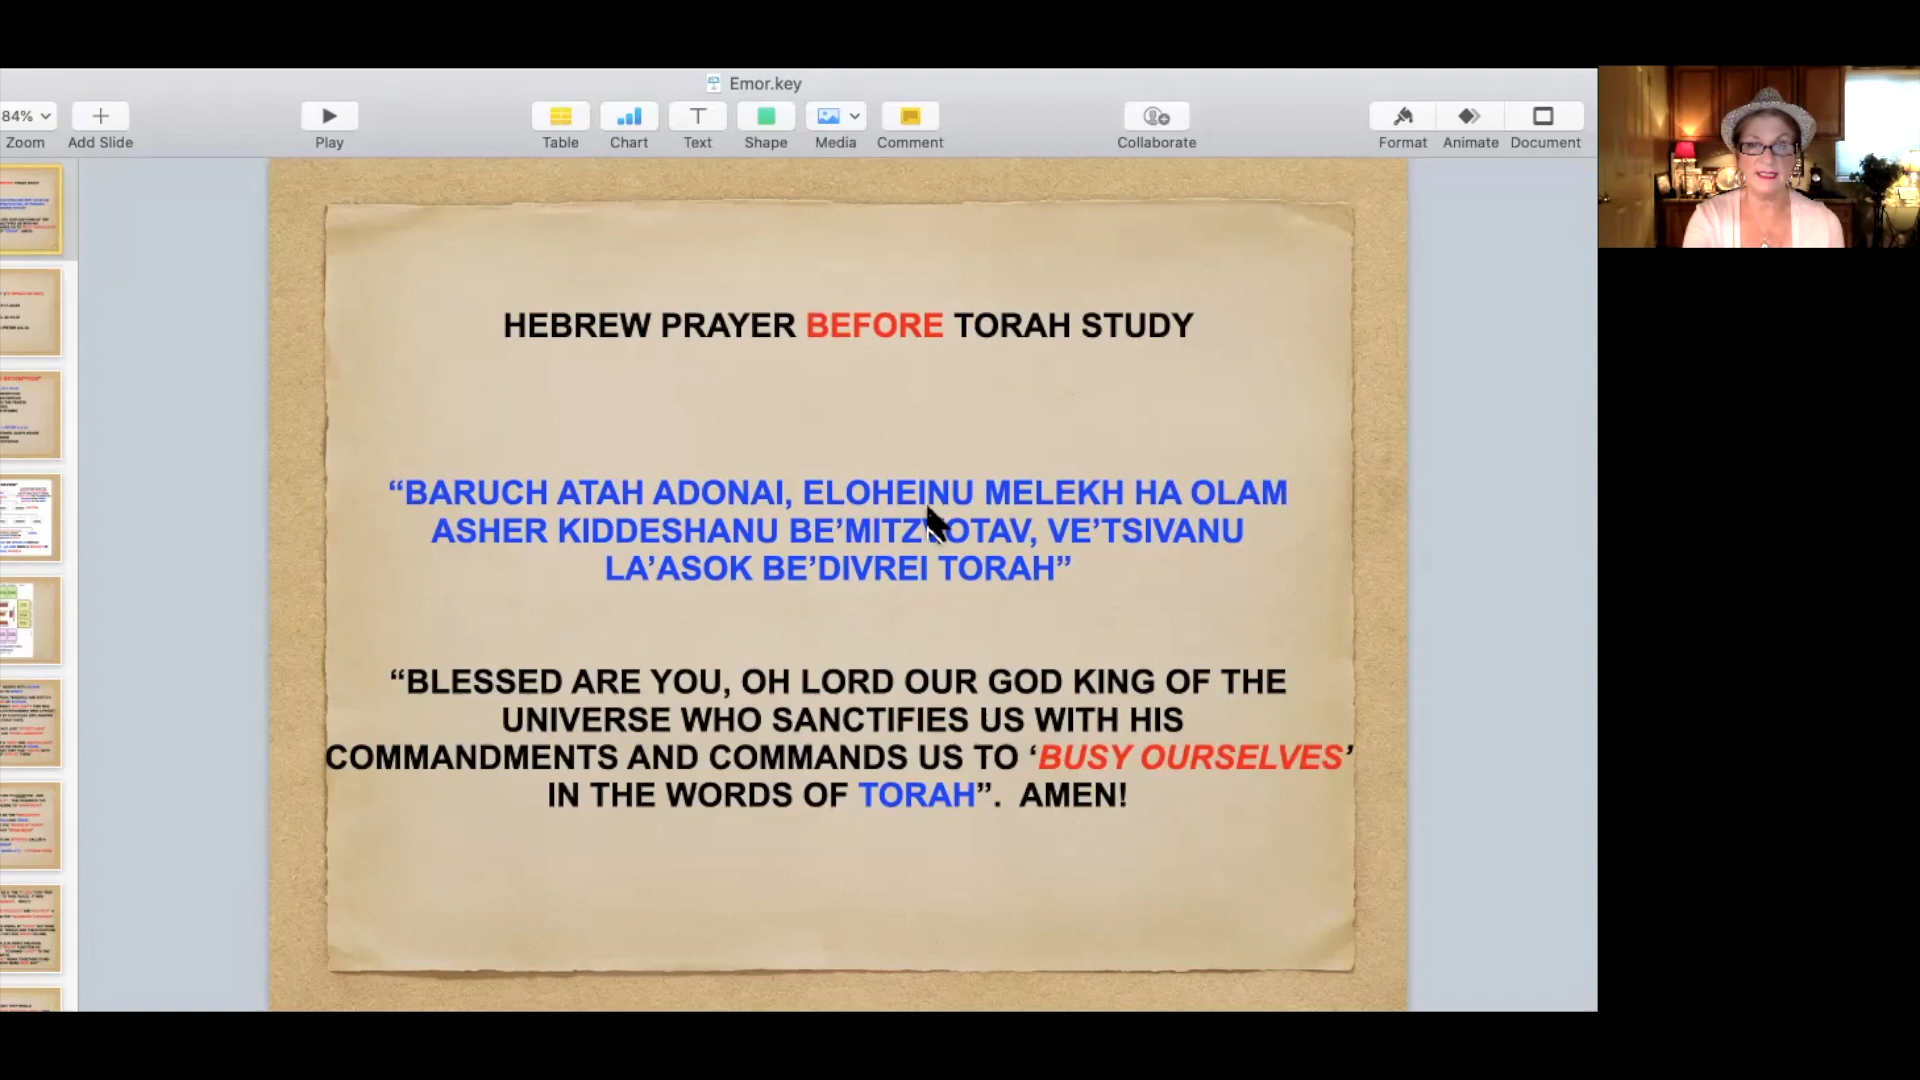 Emor.key
84%
Zoom
Add Slide
Play
Table
Chart
Text
Shape
Media
Comment
Collaborate
Format
Animate
Document
HEBREW PRAYER BEFORE TORAH STUDY
“BARUCH ATAH ADONAI, ELOHEINU MELEKH HA OLAM
ASHER KIDDESHANU BE’MITZVOTAV, VE’TSIVANU
LA’ASOK BE’DIVREI TORAH”
“BLESSED ARE YOU, OH LORD OUR GOD KING OF THE
UNIVERSE WHO SANCTIFIES US WITH HIS
COMMANDMENTS AND COMMANDS US TO ‘BUSY OURSELVES’
IN THE WORDS OF TORAH”. AMEN!